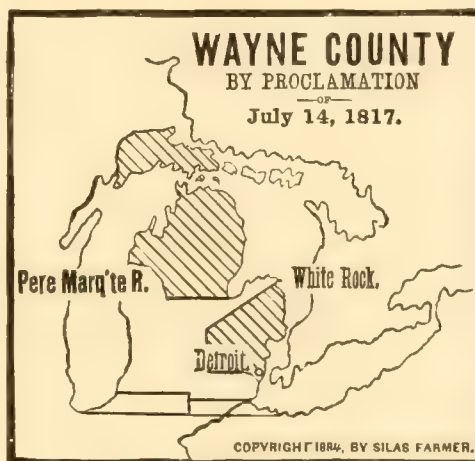 WAYNE COUNTY
BY PROCLAMATION
OF
July 14, 1817.
Pere Marq'te R.
White Rock.
Detroit.
COPYRIGHT 1884, BY SILAS FARMER.